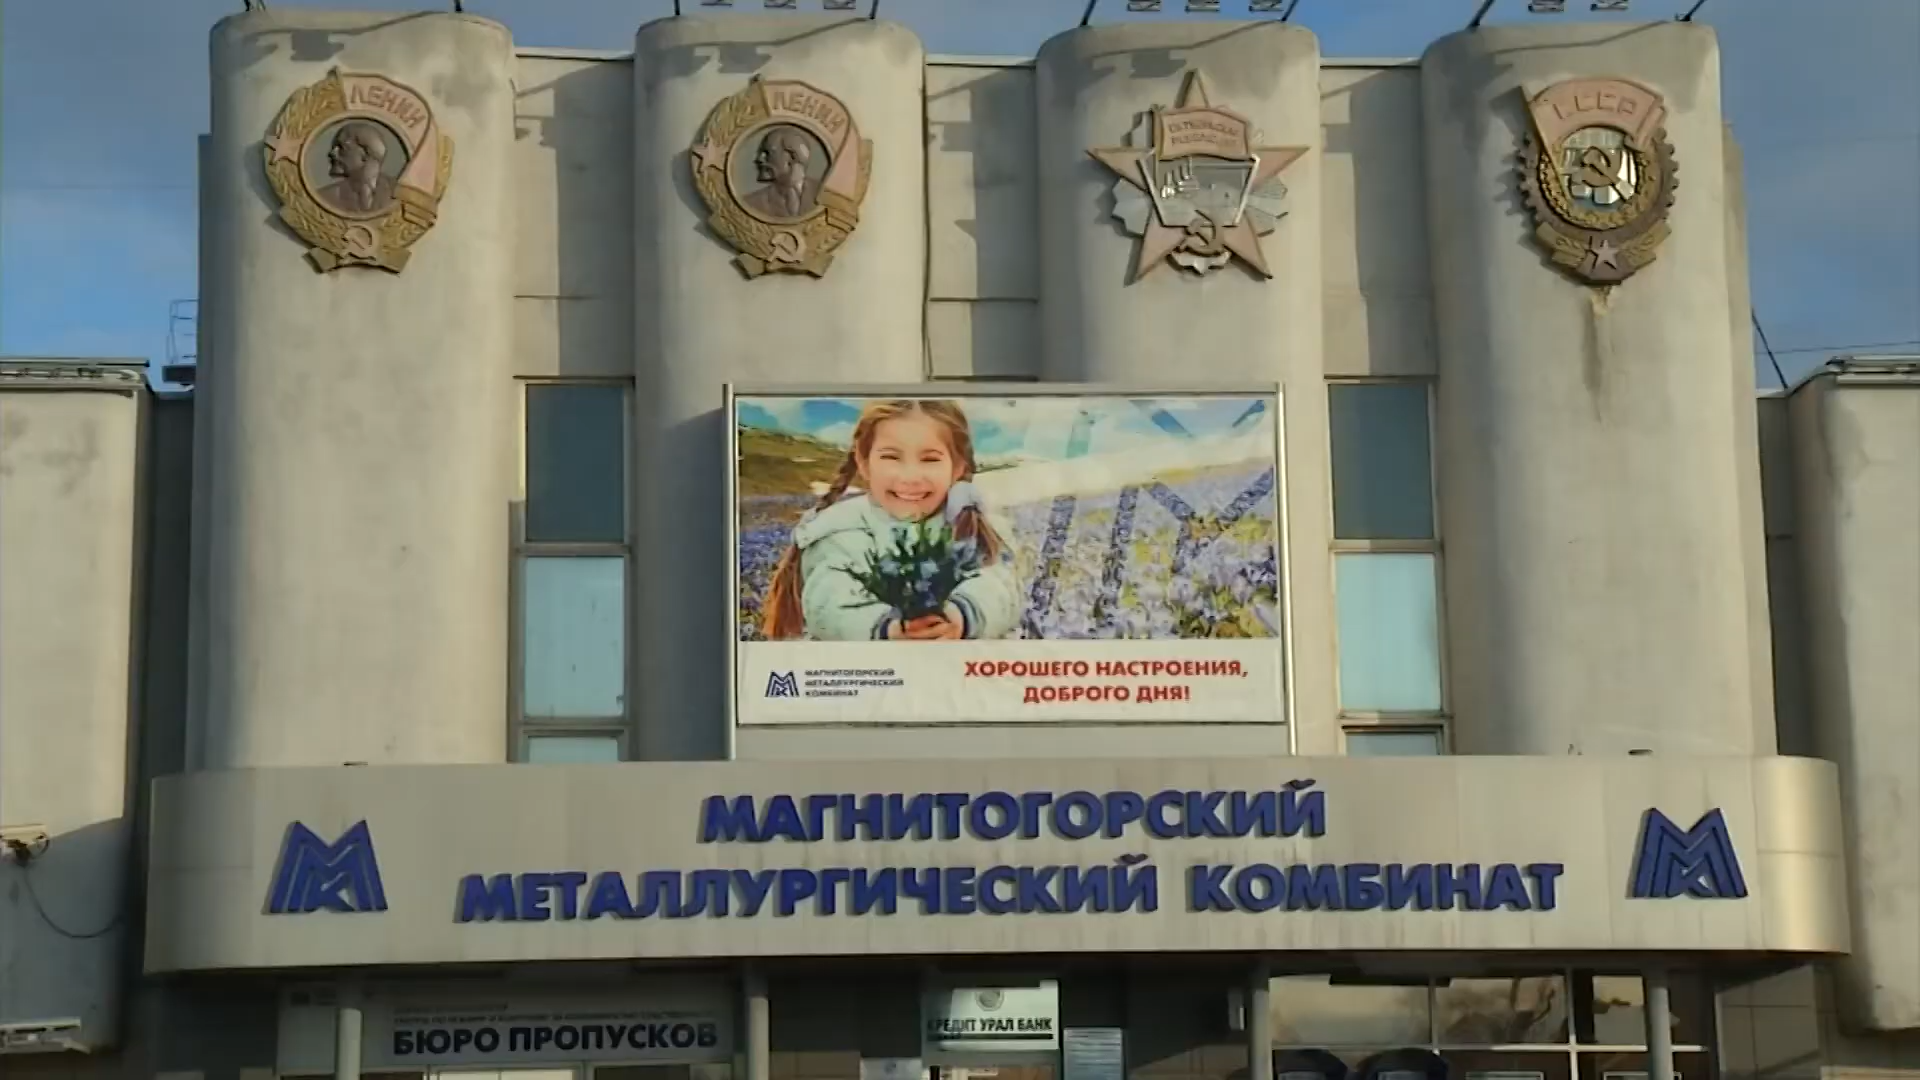 ЛЕНИН
ЛЕНИН
СССР
МАГНИТОГОРСКИЙ
МЕТАЛЛУРГИЧЕСКИЙ
КОМБИНАТ
ХОРОШЕГО НАСТРОЕНИЯ,
ДОБРОГО ДНЯ!
МАГНИТОГОРСКИЙ
МЕТАЛЛУРГИЧЕСКИЙ КОМБИНАТ
БЮРО ПРОПУСКОВ
КРЕДИТ УРАЛ БАНК